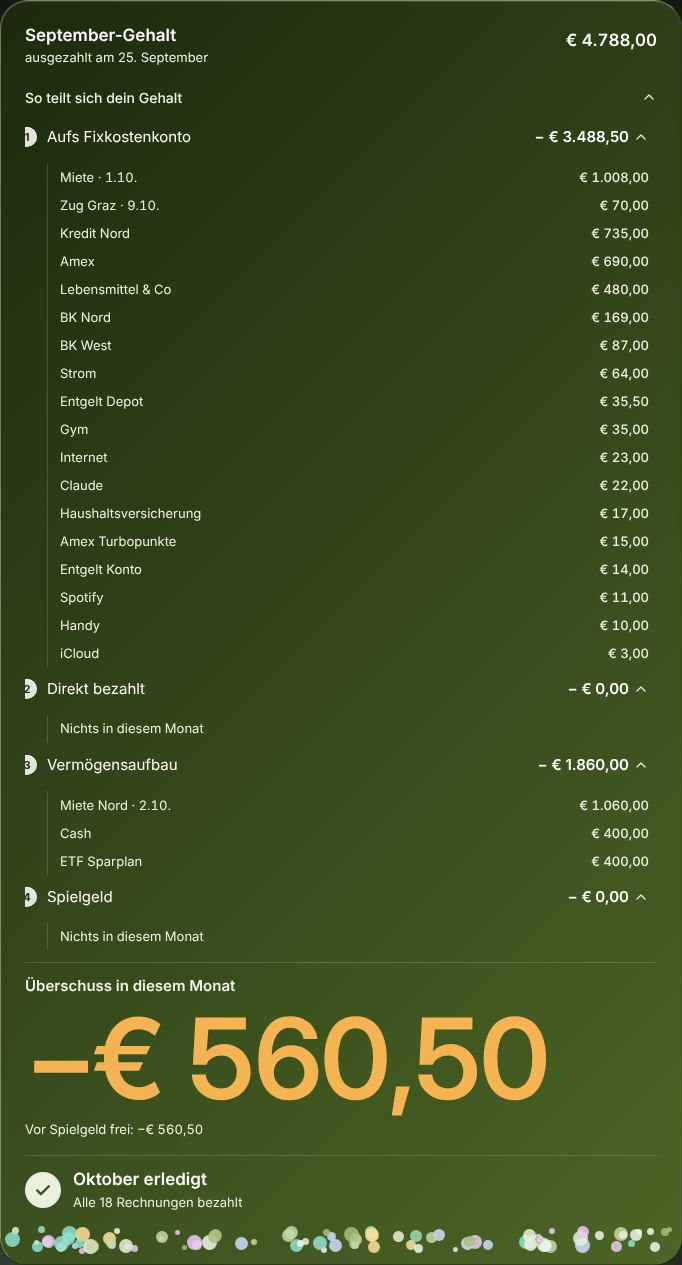 September-Gehalt
€ 4.788,00
ausgezahlt am 25. September
So teilt sich dein Gehalt
1 Aufs Fixkostenkonto – € 3.488,50
Miete · 1.10. € 1.008,00
Zug Graz · 9.10. € 70,00
Kredit Nord € 735,00
Amex € 690,00
Lebensmittel & Co € 480,00
BK Nord € 169,00
BK West € 87,00
Strom € 64,00
Entgelt Depot € 35,50
Gym € 35,00
Internet € 23,00
Claude € 22,00
Haushaltsversicherung € 17,00
Amex Turbopunkte € 15,00
Entgelt Konto € 14,00
Spotify € 11,00
Handy € 10,00
iCloud € 3,00
2 Direkt bezahlt – € 0,00
Nichts in diesem Monat
3 Vermögensaufbau – € 1.860,00
Miete Nord · 2.10. € 1.060,00
Cash € 400,00
ETF Sparplan € 400,00
4 Spielgeld – € 0,00
Nichts in diesem Monat
Überschuss in diesem Monat
–€ 560,50
Vor Spielgeld frei: –€ 560,50
Oktober erledigt
Alle 18 Rechnungen bezahlt